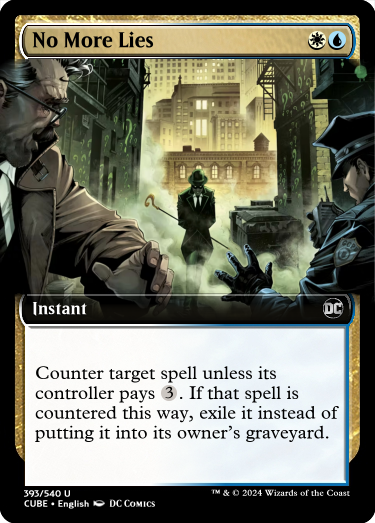 No More Lies
Instant
DC
Counter target spell unless its
controller pays 3. If that spell is
countered this way, exile it instead of
putting it into its owner's graveyard.
393/540 U
CUBE • English DC COMICS
™ & © 2024 Wizards of the Coast